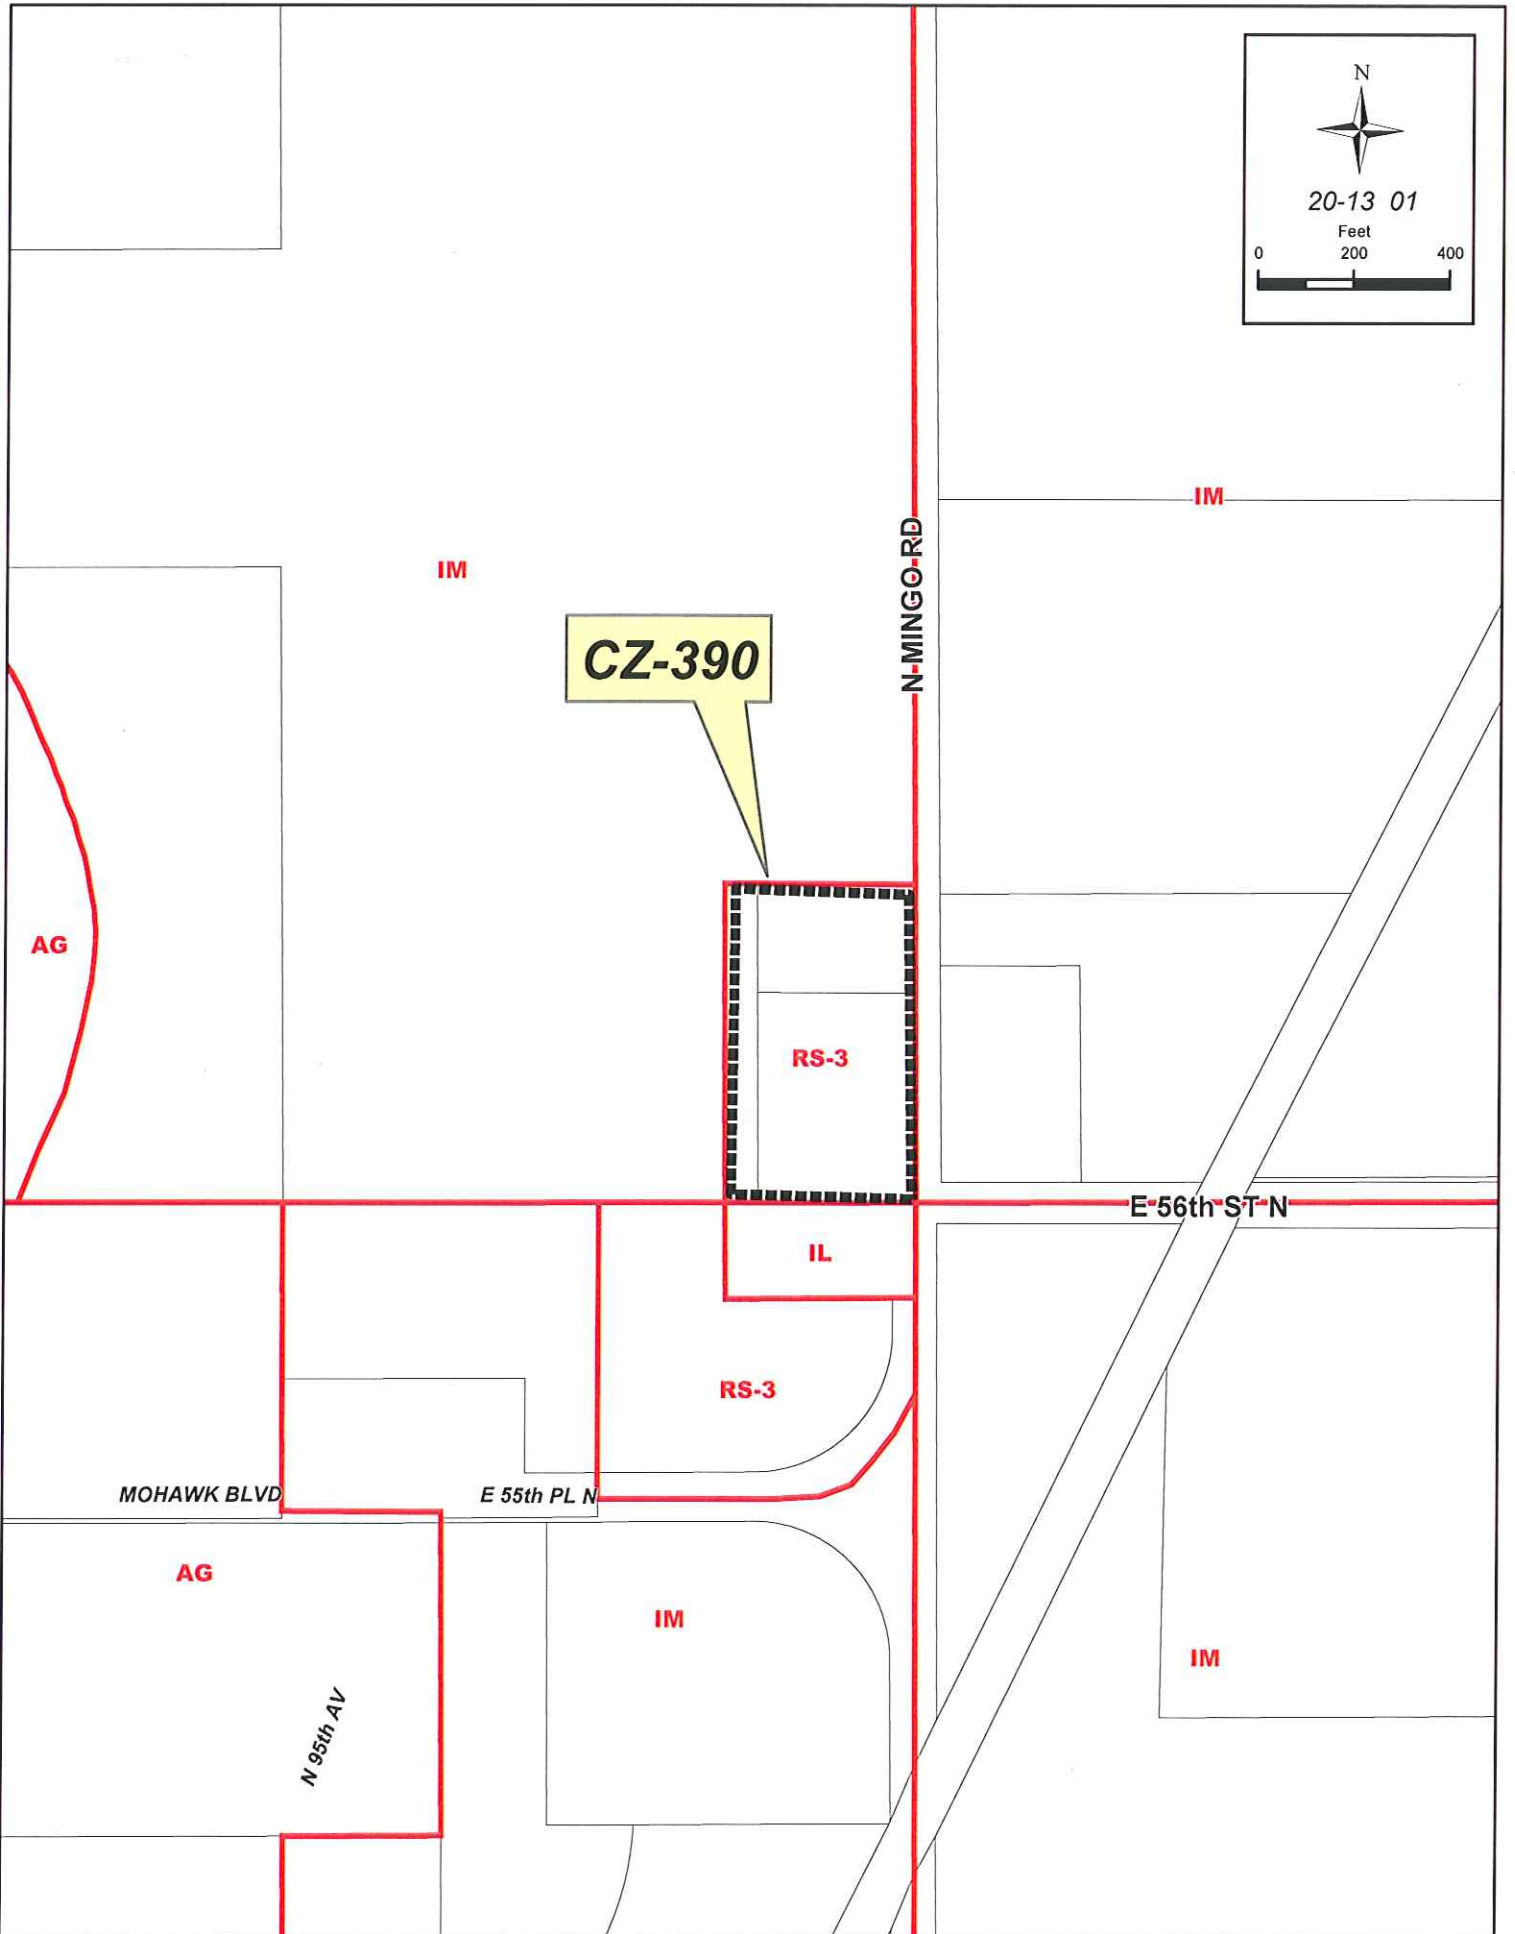 N
20-13 01
Feet
0 200 400
IM
N MINGO RD
IM
CZ-390
AG
RS-3
E 56th ST N
IL
RS-3
MOHAWK BLVD
E 55th PL N
AG
IM
IM
N 95th AV